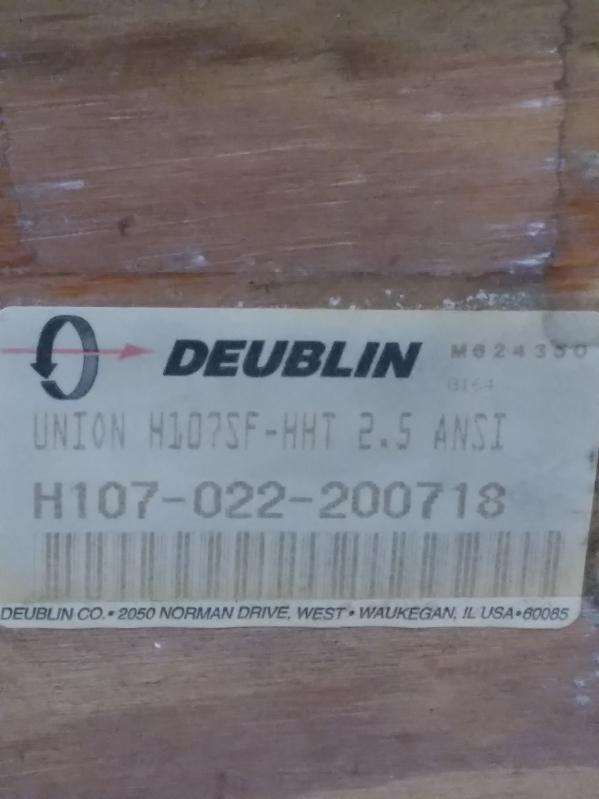 DEUBLIN M624350
0164
UNION H107SF-HHT 2.5 ANSI
H107-022-200718
DEUBLIN CO. • 2050 NORMAN DRIVE, WEST • WAUKEGAN, IL USA • 60085